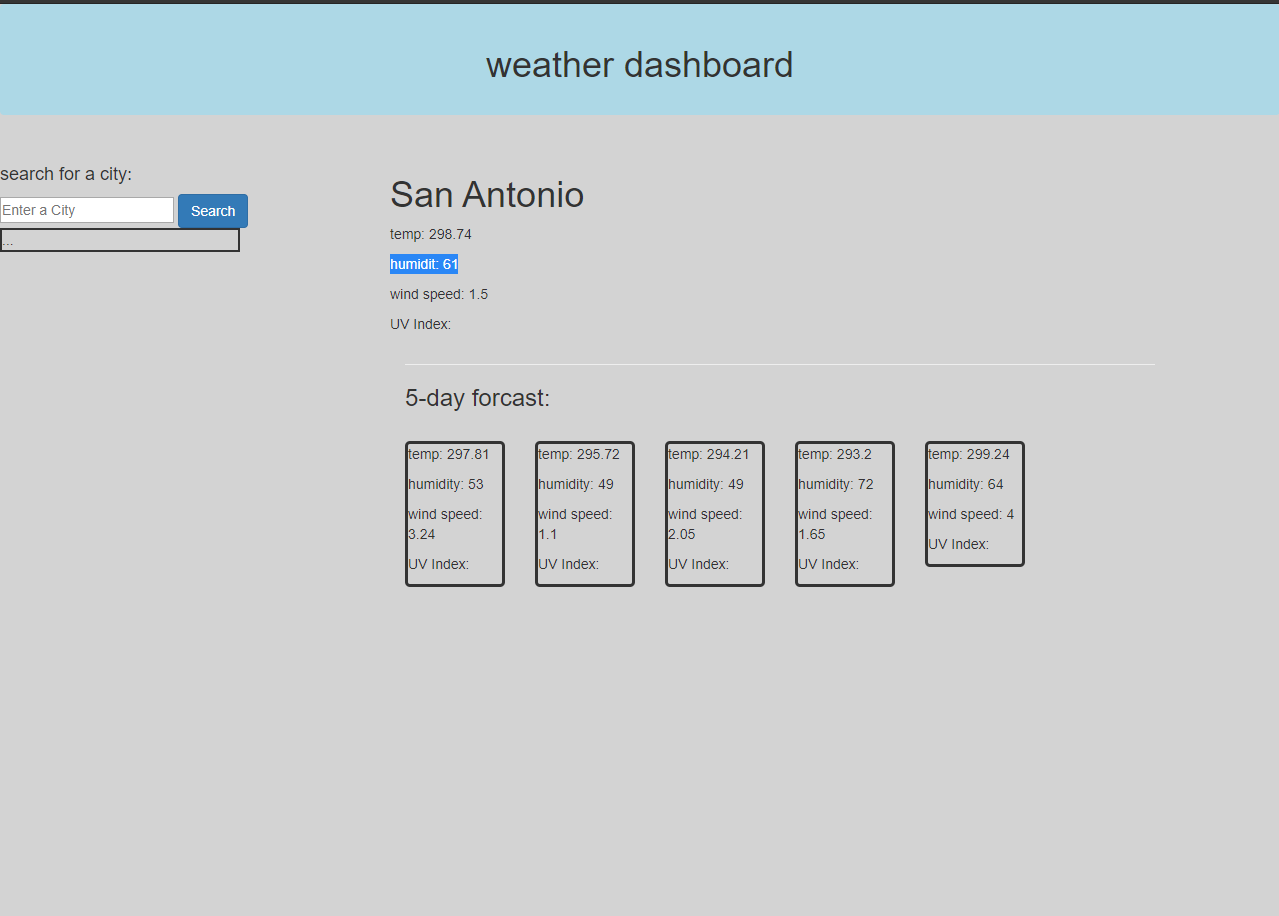 weather dashboard
search for a city:
Enter a City
Search
...
San Antonio
temp: 298.74
humidit: 61
wind speed: 1.5
UV Index:
5-day forcast:
temp: 297.81
humidity: 53
wind speed:
3.24
UV Index:
temp: 295.72
humidity: 49
wind speed:
1.1
UV Index:
temp: 294.21
humidity: 49
wind speed:
2.05
UV Index:
temp: 293.2
humidity: 72
wind speed:
1.65
UV Index:
temp: 299.24
humidity: 64
wind speed: 4
UV Index: